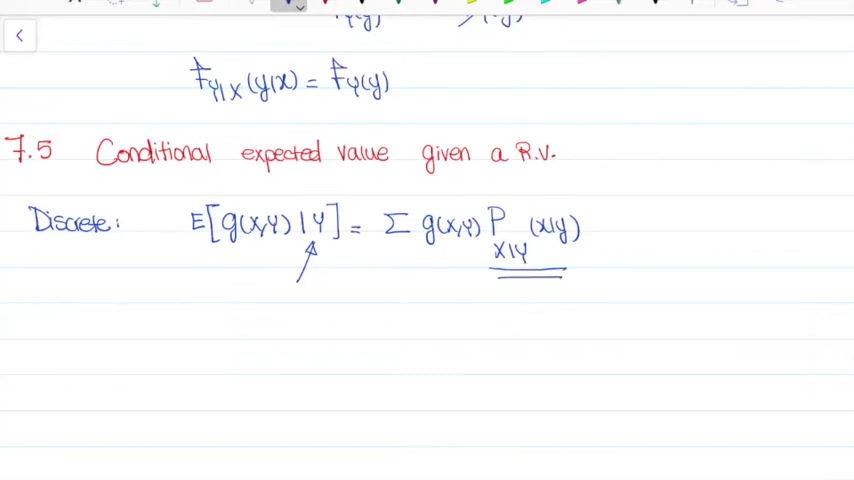 f_{Y|X}(y|x) = f_Y(y)
7.5 Conditional expected value given a R.V.
Discrete: E[g(X,Y) | Y] = Σ g(x,Y) P_{X|Y}(x|y)